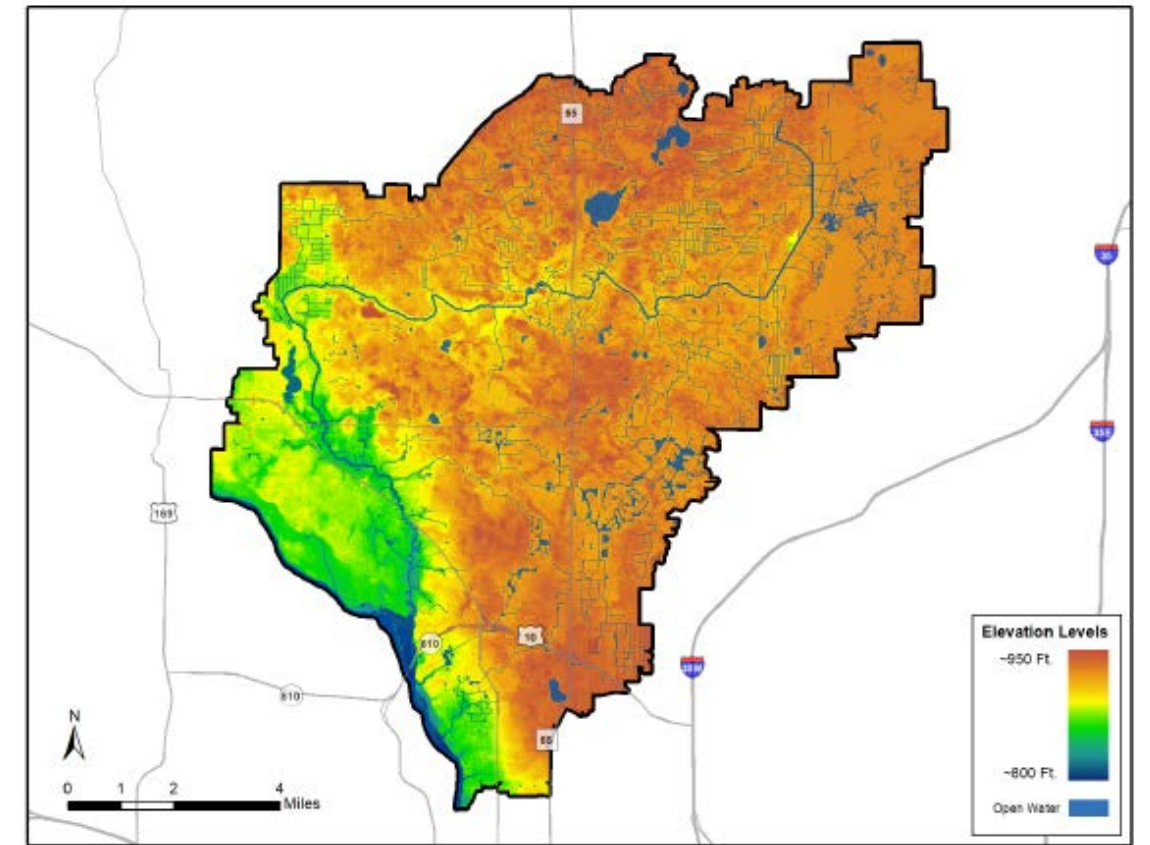 65
35
35E
169
610
10
610
35W
65
Elevation Levels
~950 Ft.
~800 Ft.
Open Water
N
0 1 2 4
Miles